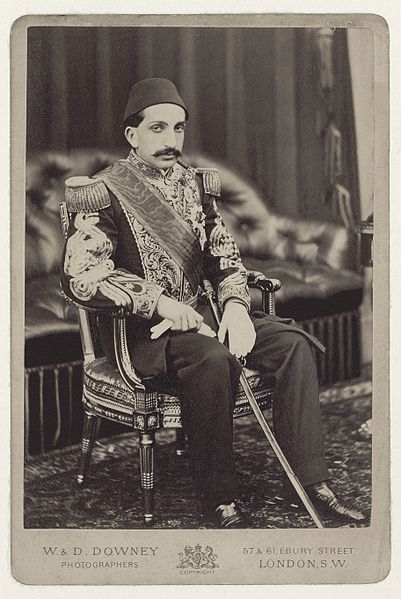 W. & D. DOWNEY
PHOTOGRAPHERS
COPYRIGHT
57 & 61, EBURY STREET
LONDON, S.W.